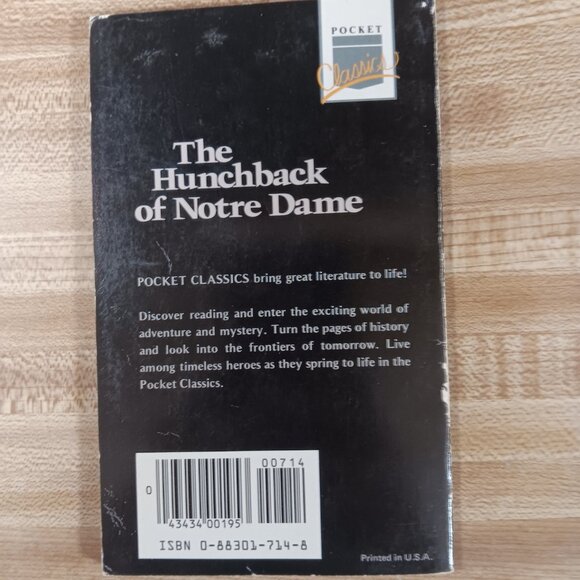 POCKET
Classics
The
Hunchback
of Notre Dame
POCKET CLASSICS bring great literature to life!
Discover reading and enter the exciting world of
adventure and mystery. Turn the pages of history
and look into the frontiers of tomorrow. Live
among timeless heroes as they spring to life in the
Pocket Classics.
00714
0
43434 00195
ISBN 0-88301-714-8
Printed in U.S.A.